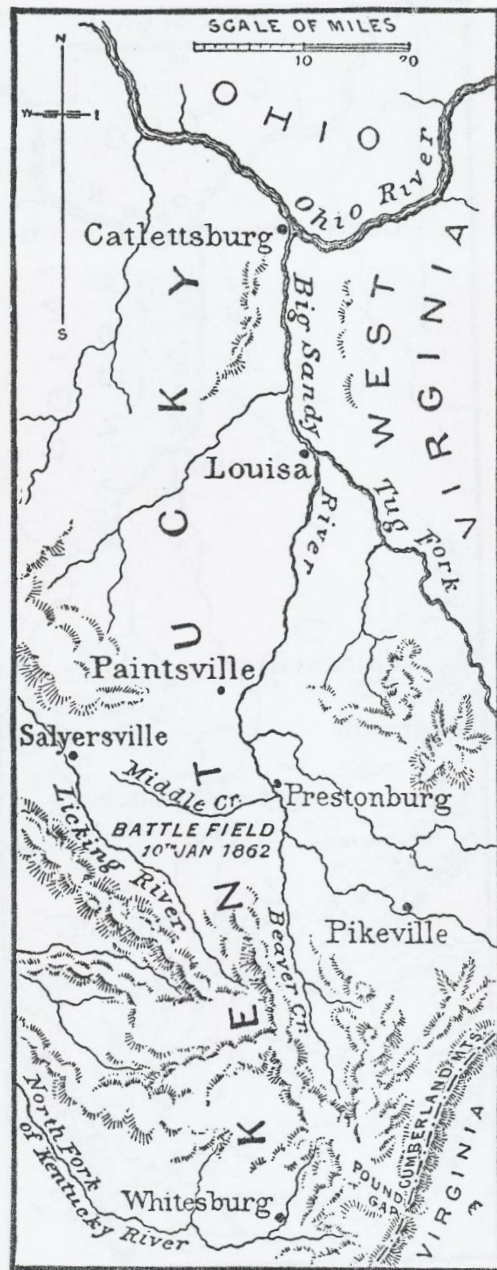 SCALE OF MILES
10 20
N
W E
S
OHIO
Ohio River
Catlettsburg
Big Sandy
River
WEST
VIRGINIA
KENTUCKY
Louisa
Tug Fork
Paintsville
Salyersville
Middle Cr.
Prestonburg
BATTLE FIELD
10TH JAN 1862
Licking River
Beaver Cr.
Pikeville
CUMBERLAND MTS.
POUND
GAP
VIRGINIA
North Fork
of Kentucky River
Whitesburg